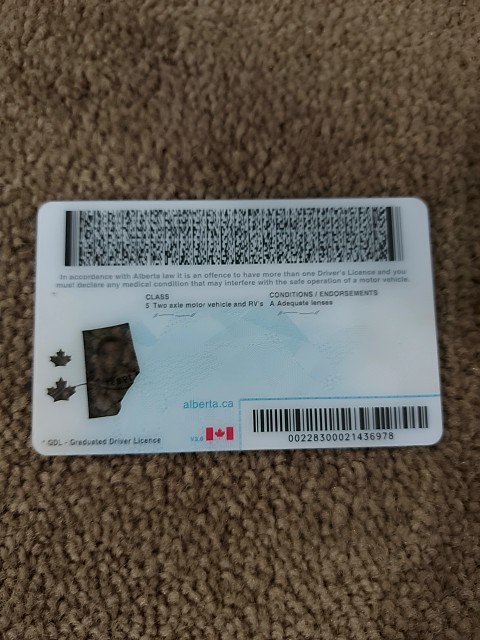 In accordance with Alberta law it is an offence to have more than one Driver's Licence and you
must declare any medical condition that may interfere with the safe operation of a motor vehicle.
CLASS
5 Two axle motor vehicle and RV's
CONDITIONS / ENDORSEMENTS
A Adequate lenses
alberta.ca
* GDL - Graduated Driver Licence
V2.0
00228300021436978